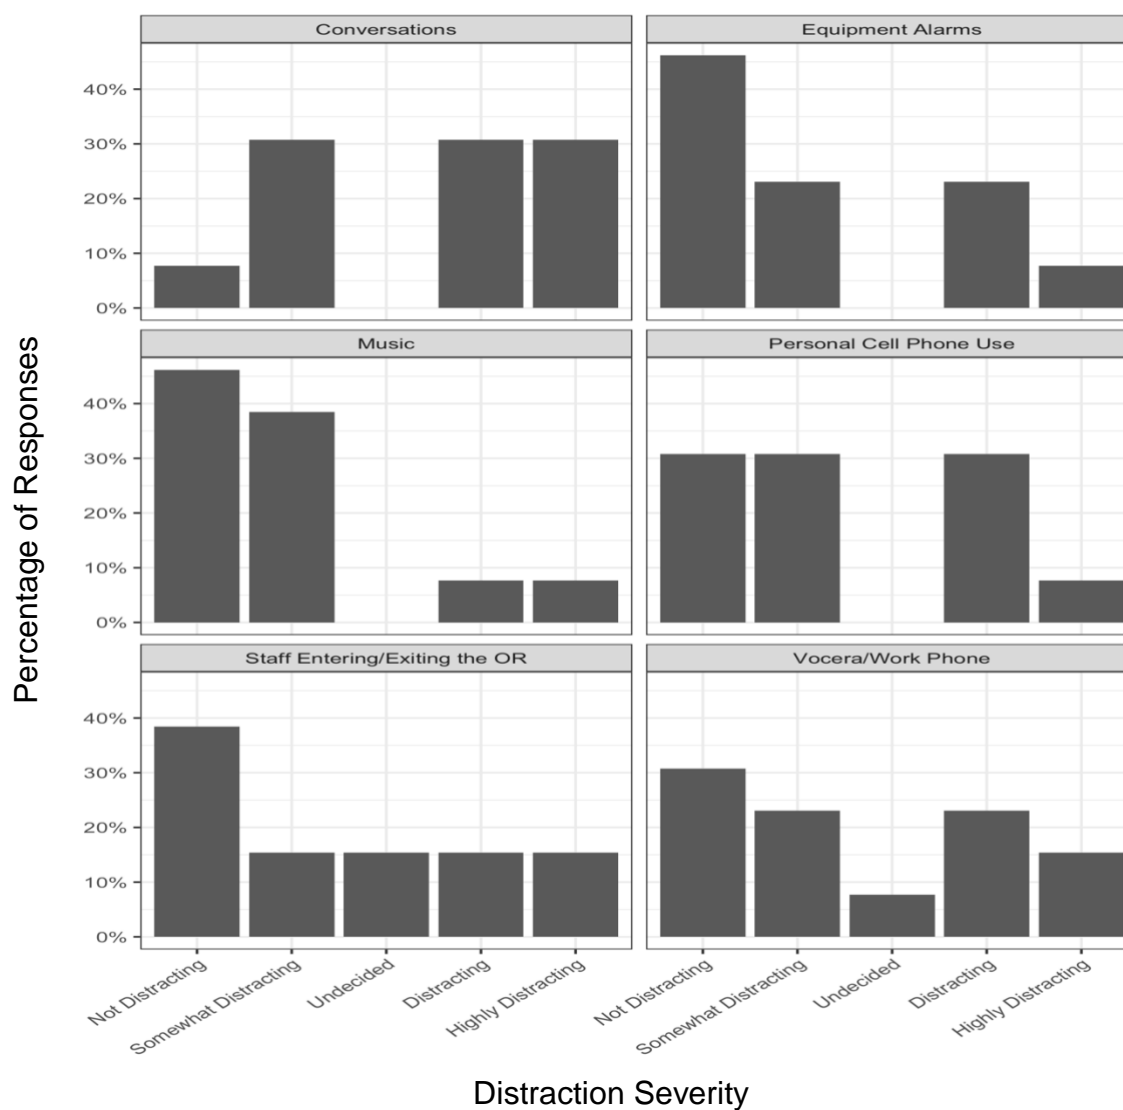 Conversations
Equipment Alarms
40%
30%
20%
10%
0%
Music
Personal Cell Phone Use
40%
30%
20%
10%
0%
Staff Entering/Exiting the OR
Vocera/Work Phone
40%
30%
20%
10%
0%
Not Distracting
Somewhat Distracting
Undecided
Distracting
Highly Distracting
Not Distracting
Somewhat Distracting
Undecided
Distracting
Highly Distracting
Percentage of Responses
Distraction Severity